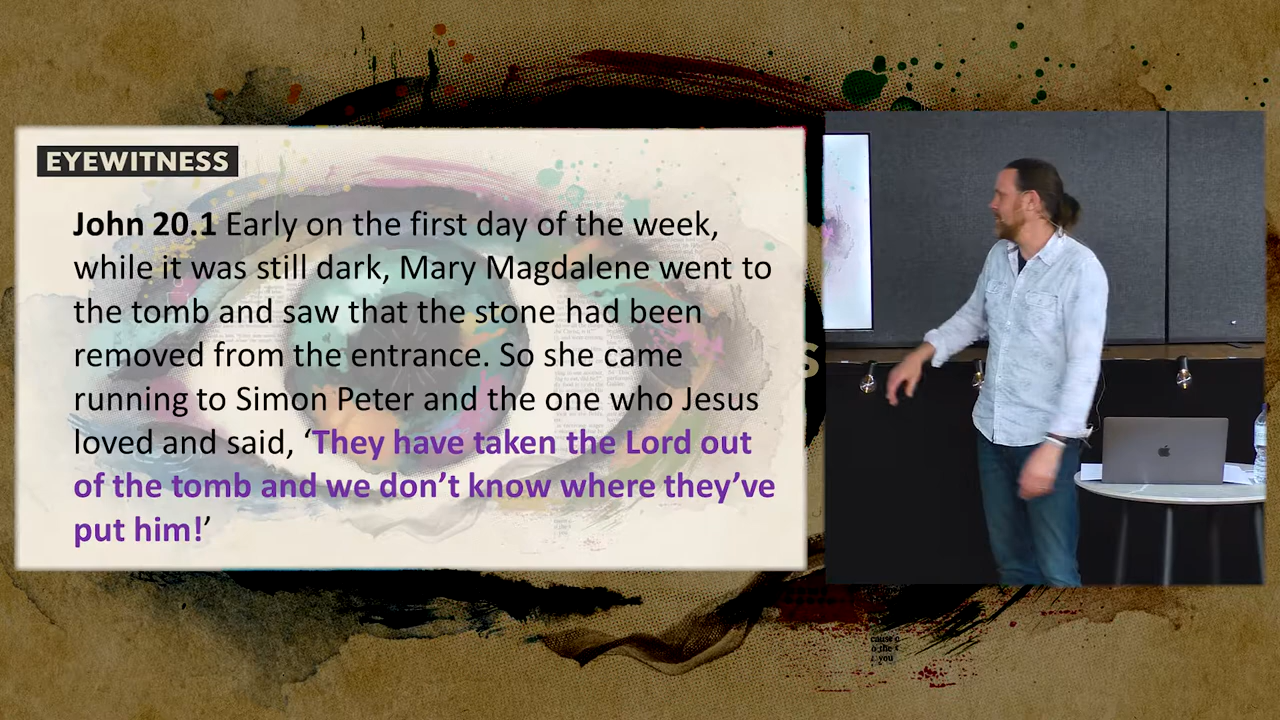 EYEWITNESS
John 20.1 Early on the first day of the week,
while it was still dark, Mary Magdalene went to
the tomb and saw that the stone had been
removed from the entrance. So she came
running to Simon Peter and the one who Jesus
loved and said, ‘They have taken the Lord out
of the tomb and we don’t know where they’ve
put him!’
S
cause o
o the
you